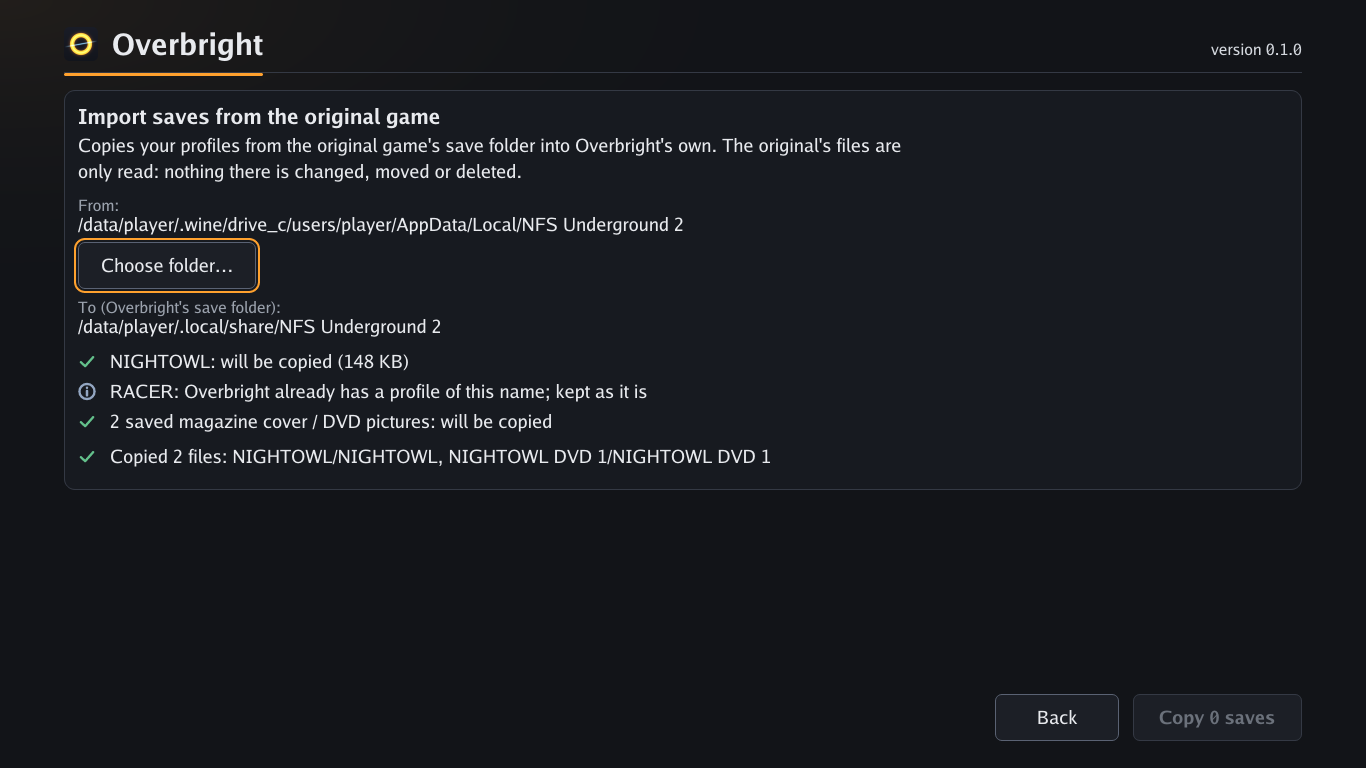 Overbright
version 0.1.0
Import saves from the original game
Copies your profiles from the original game's save folder into Overbright's own. The original's files are
only read: nothing there is changed, moved or deleted.
From:
/data/player/.wine/drive_c/users/player/AppData/Local/NFS Underground 2
Choose folder...
To (Overbright's save folder):
/data/player/.local/share/NFS Underground 2
NIGHTOWL: will be copied (148 KB)
RACER: Overbright already has a profile of this name; kept as it is
2 saved magazine cover / DVD pictures: will be copied
Copied 2 files: NIGHTOWL/NIGHTOWL, NIGHTOWL DVD 1/NIGHTOWL DVD 1
Back
Copy 0 saves